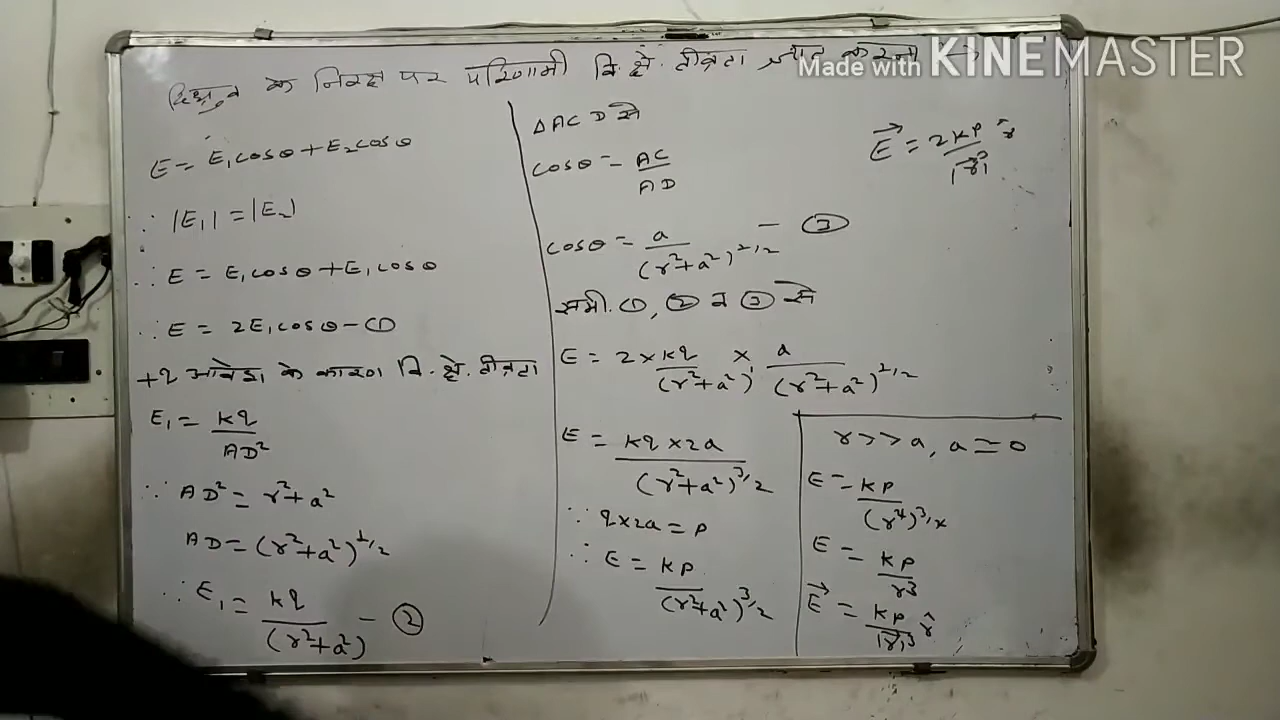 के निरक्ष पर परिणामी वि. क्षे. तीव्रता ज्ञात करना →
Made with KINEMASTER
E = E₁cosθ + E₂cosθ
∵ |E₁| = |E₂|
∴ E = E₁cosθ + E₁cosθ
∴ E = 2E₁cosθ - ①
+q आवेश के कारण वि. क्षे. तीव्रता
E₁ = kq / AD²
∵ AD² = r² + a²
AD = (r² + a²)^1/2
∴ E₁ = kq / (r² + a²) - ②
ΔACD से
cosθ = AC / AD
cosθ = a / (r² + a²)^1/2 - ③
समी. ①, ② व ③ से
E = 2 × kq / (r² + a²) × a / (r² + a²)^1/2
E = kq × 2a / (r² + a²)^3/2
∵ q × 2a = p
∴ E = kp / (r² + a²)^3/2
E⃗ = 2kp / |r⃗|³ r̂
r >> a, a ≃ 0
E = kp / (r²)^3/2
E = kp / r³
E⃗ = kp / |r⃗|³ r̂